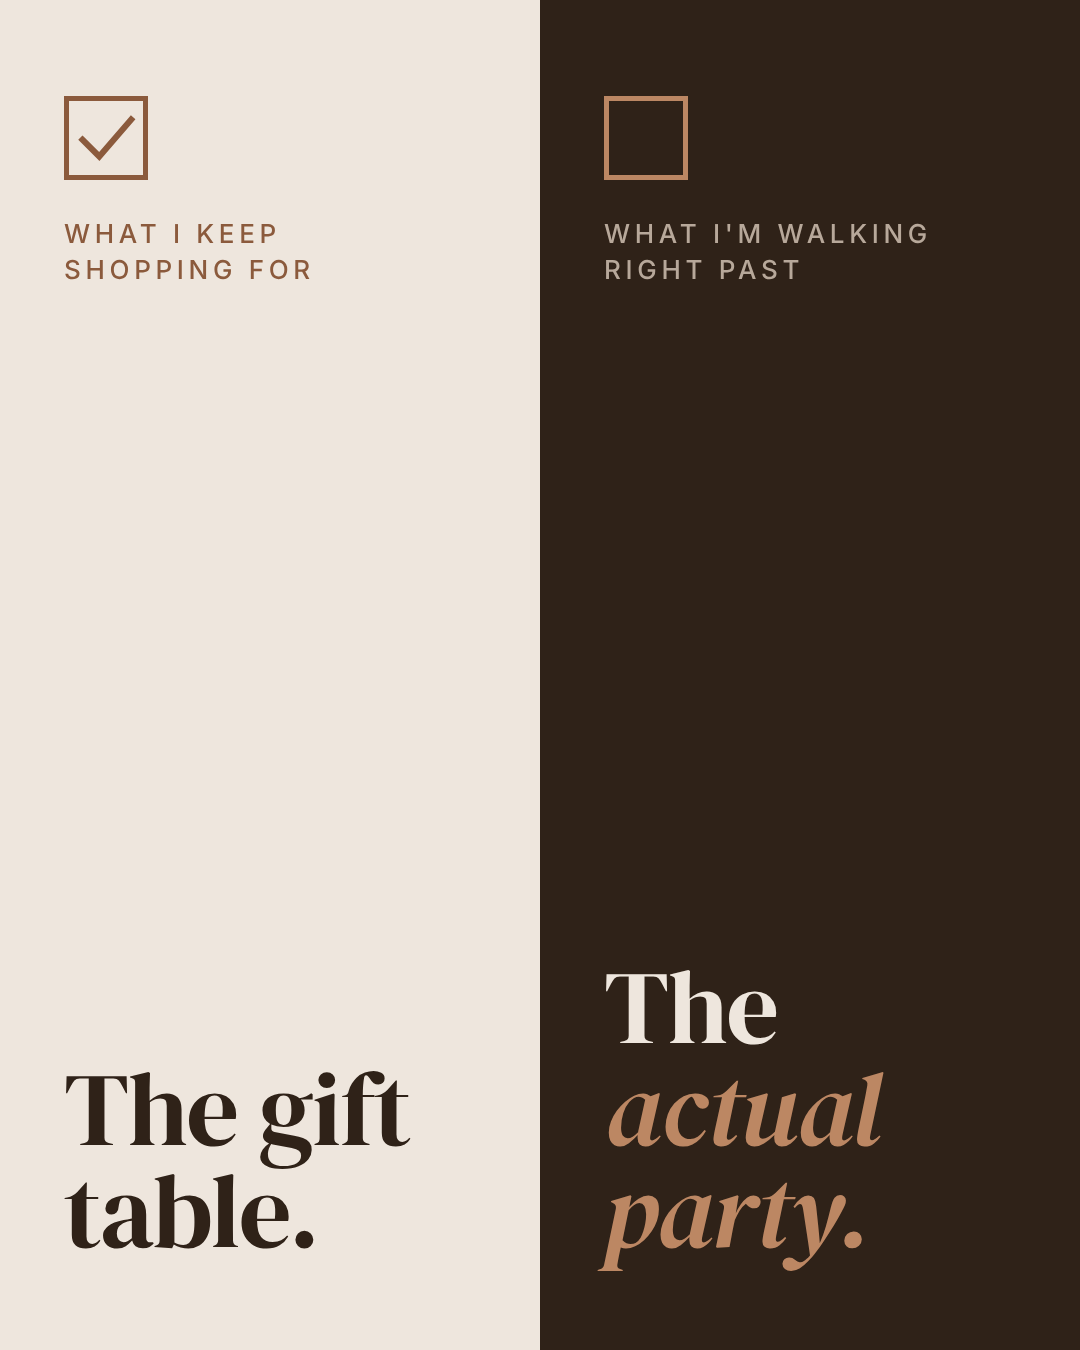 WHAT I KEEP
SHOPPING FOR
The gift
table.
WHAT I'M WALKING
RIGHT PAST
The
actual
party.